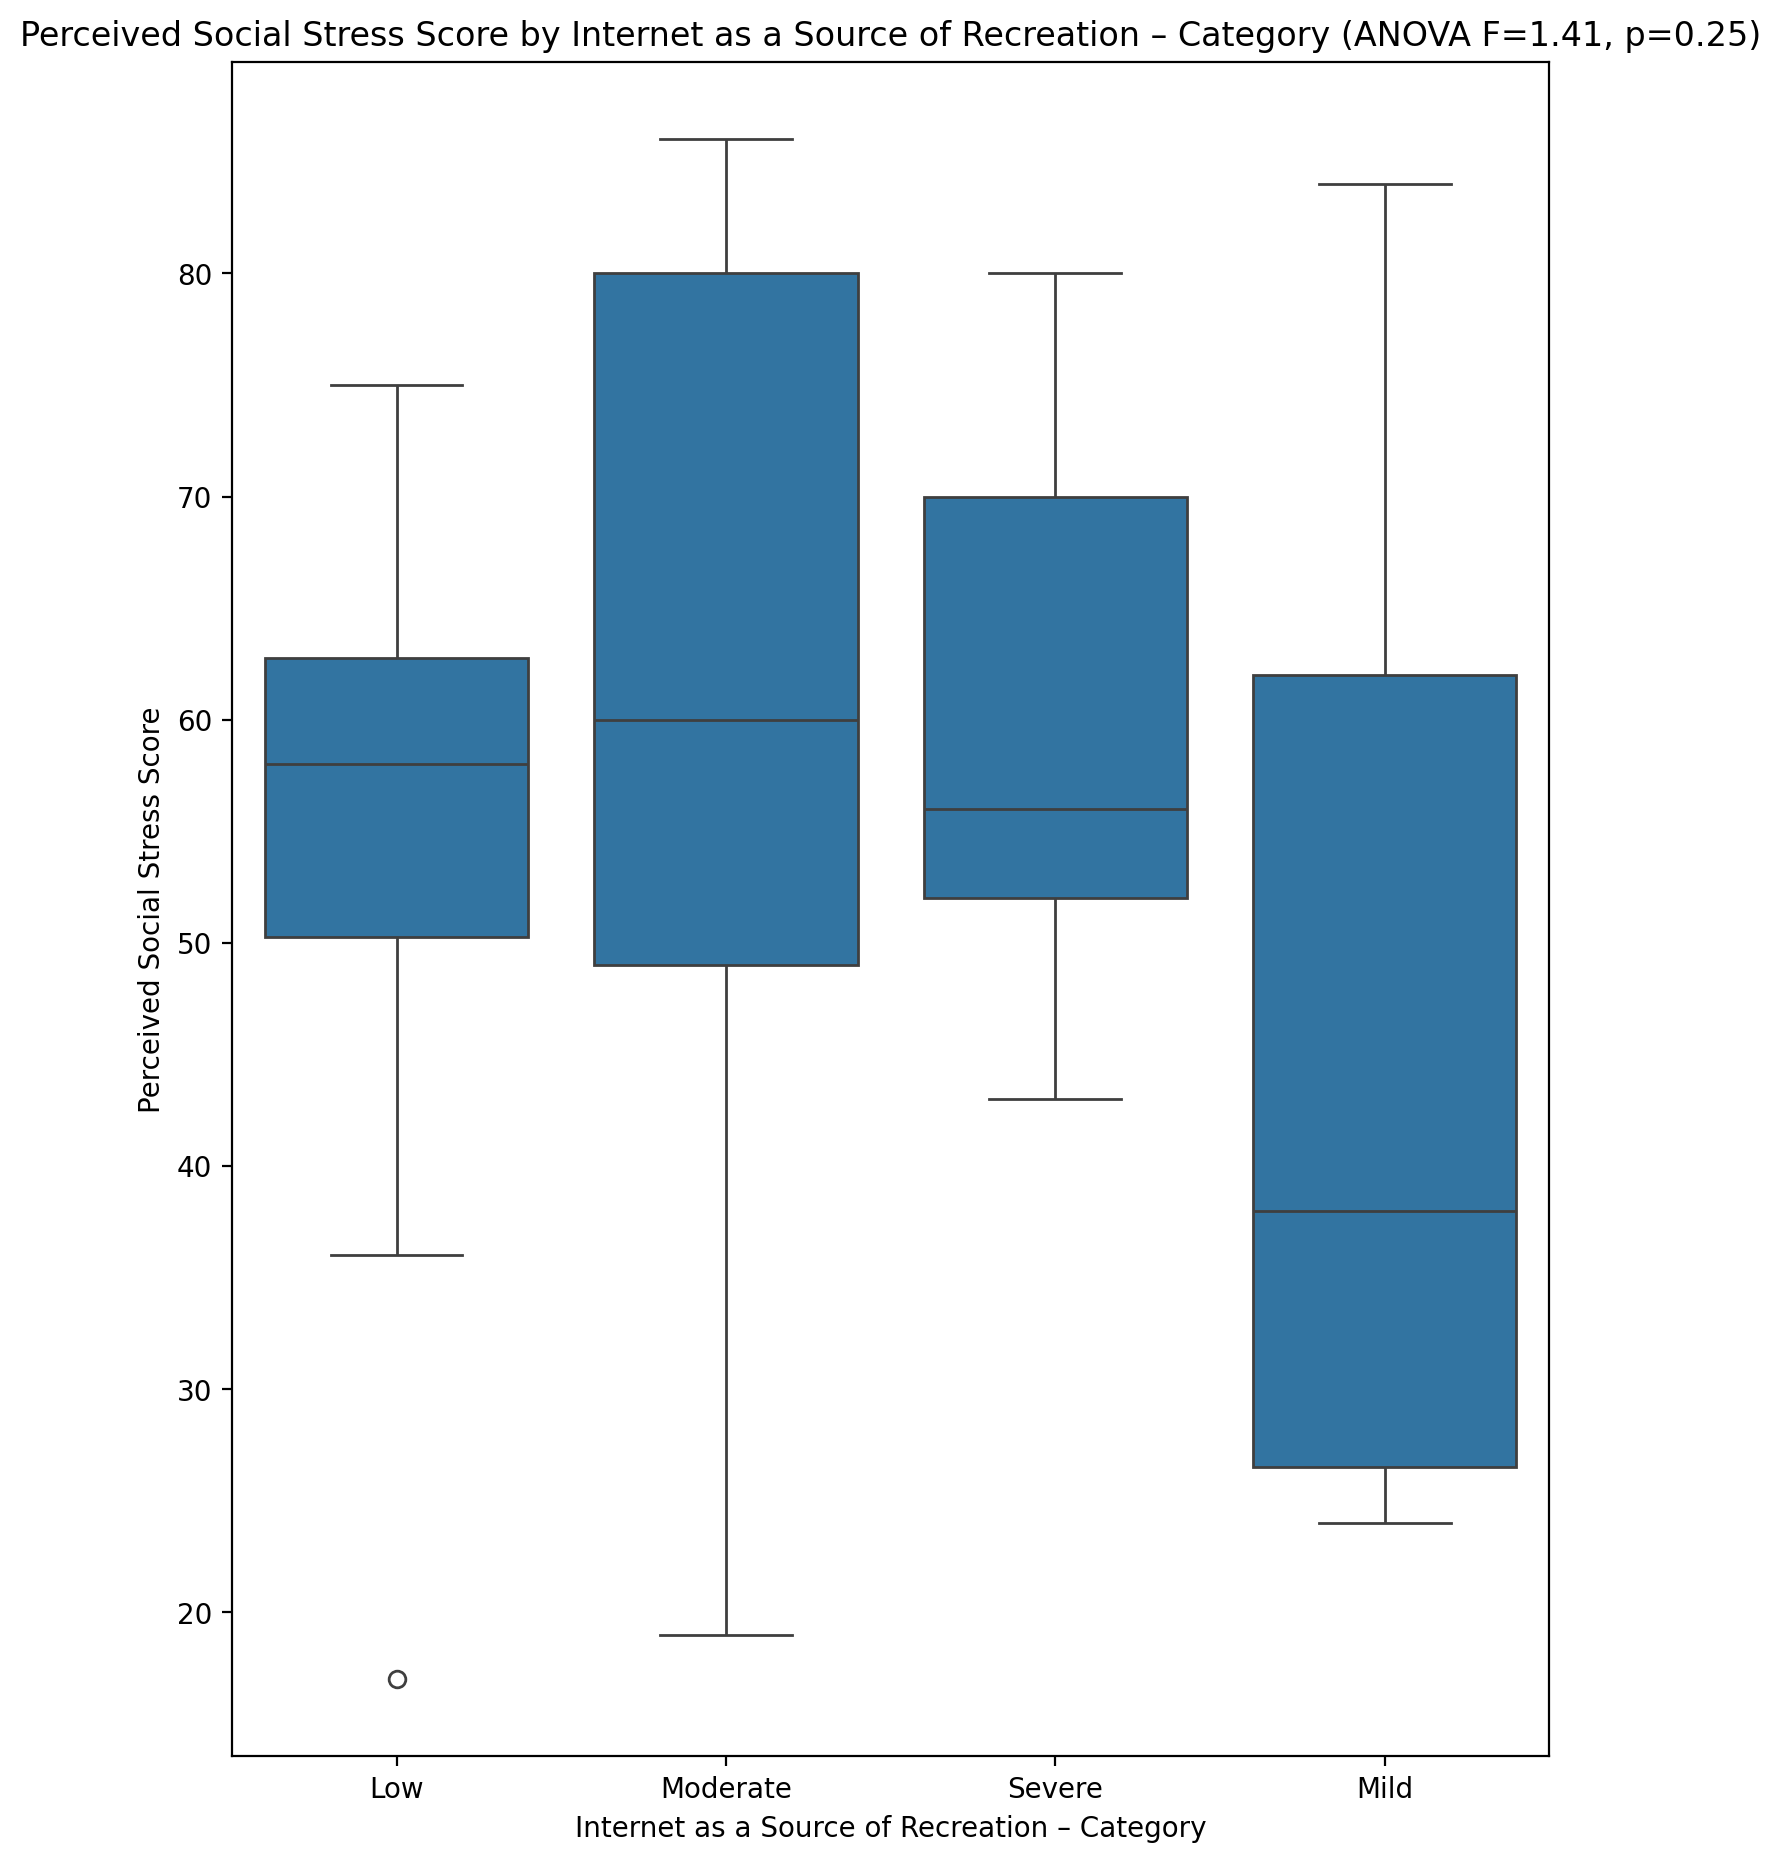 Perceived Social Stress Score by Internet as a Source of Recreation – Category (ANOVA F=1.41, p=0.25)
Perceived Social Stress Score
80
70
60
50
40
30
20
Low Moderate Severe Mild
Internet as a Source of Recreation – Category